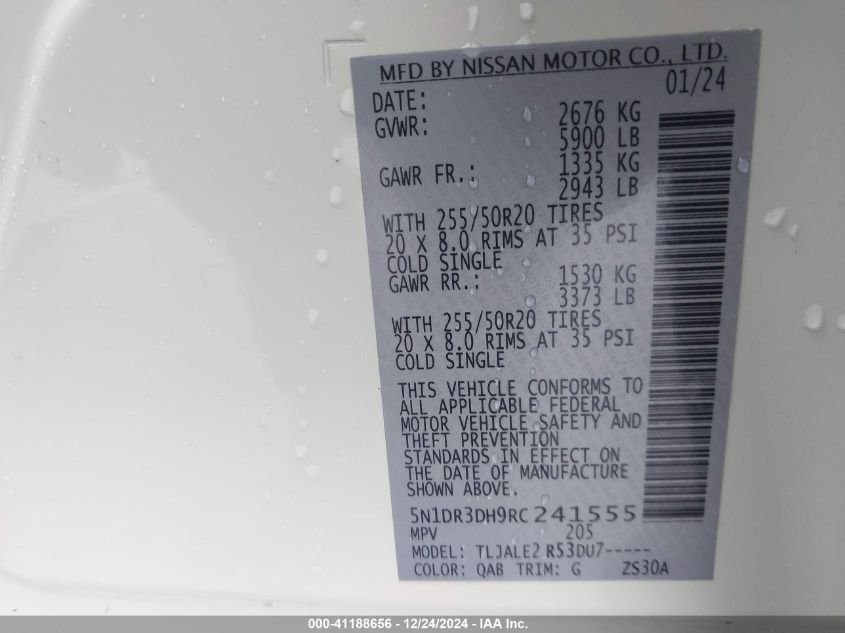 MFD BY NISSAN MOTOR CO., LTD.
DATE: 01/24
GVWR: 2676 KG
5900 LB
GAWR FR.: 1335 KG
2943 LB
WITH 255/50R20 TIRES
20 X 8.0 RIMS AT 35 PSI
COLD SINGLE
GAWR RR.: 1530 KG
3373 LB
WITH 255/50R20 TIRES
20 X 8.0 RIMS AT 35 PSI
COLD SINGLE
THIS VEHICLE CONFORMS TO
ALL APPLICABLE FEDERAL
MOTOR VEHICLE SAFETY AND
THEFT PREVENTION
STANDARDS IN EFFECT ON
THE DATE OF MANUFACTURE
SHOWN ABOVE.
5N1DR3DH9RC241555
MPV 205
MODEL: TLJALE2 R53DU7-----
COLOR: QAB TRIM: G ZS30A
000-41188656 - 12/24/2024 - IAA Inc.